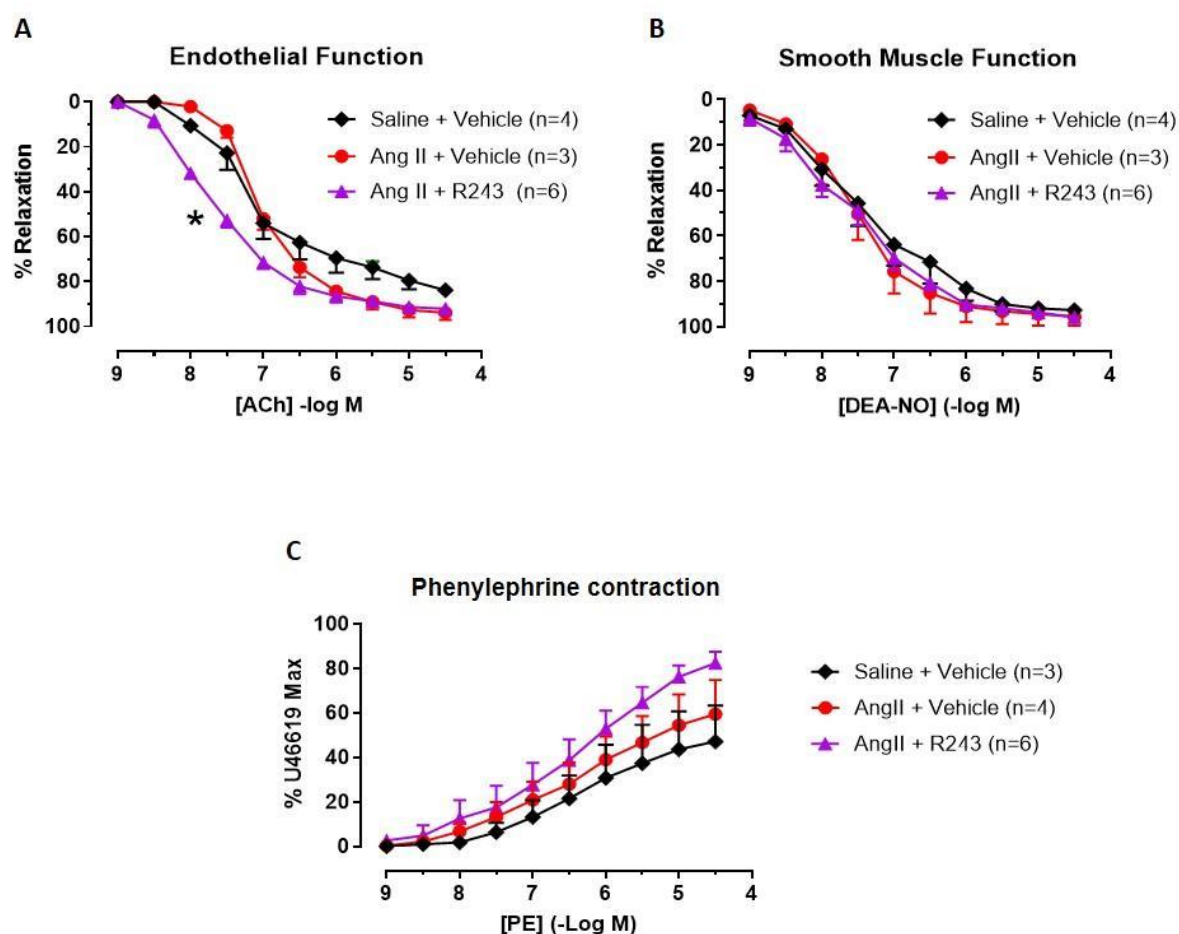 A
Endothelial Function
0
20
40
60
80
100
% Relaxation
9 8 7 6 5 4
[ACh] -log M
Saline + Vehicle (n=4)
Ang II + Vehicle (n=3)
Ang II + R243 (n=6)
*
B
Smooth Muscle Function
0
20
40
60
80
100
% Relaxation
9 8 7 6 5 4
[DEA-NO] (-log M)
Saline + Vehicle (n=4)
AngII + Vehicle (n=3)
AngII + R243 (n=6)
C
Phenylephrine contraction
100
80
60
40
20
0
% U46619 Max
9 8 7 6 5 4
[PE] (-Log M)
Saline + Vehicle (n=3)
AngII + Vehicle (n=4)
AngII + R243 (n=6)